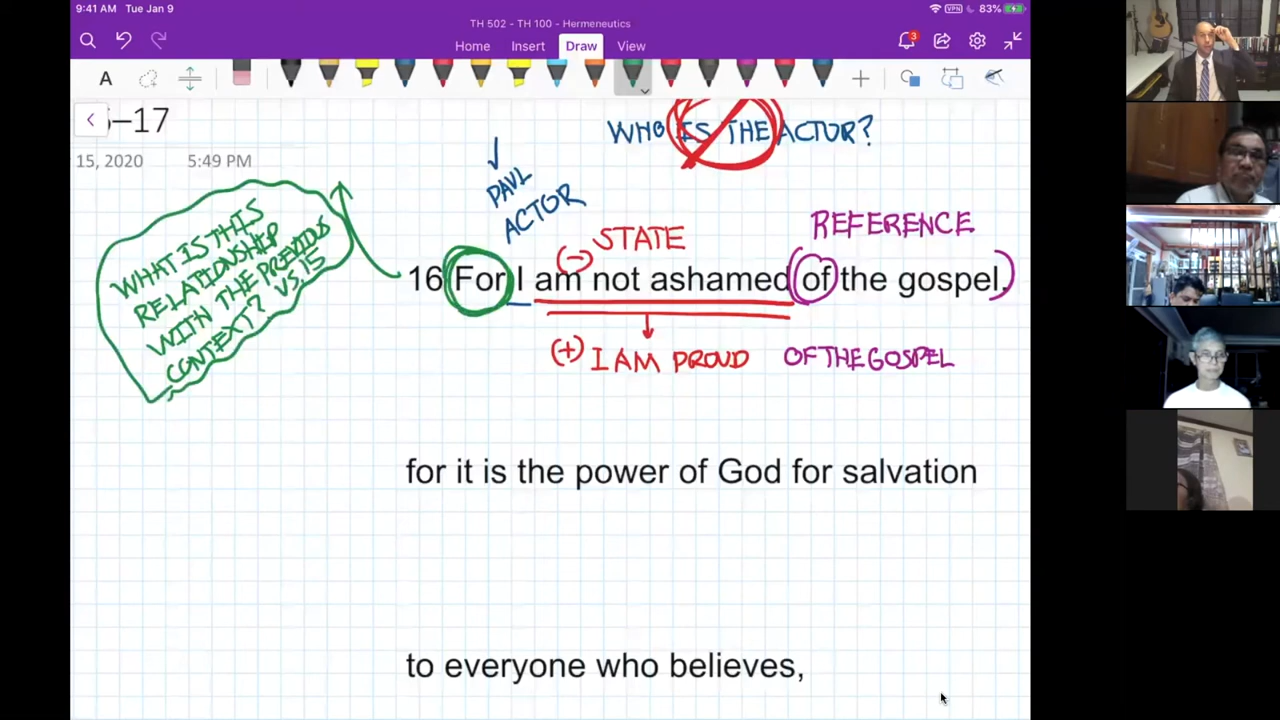 9:41 AM Tue Jan 9
VPN 83%
TH 502 - TH 100 - Hermeneutics
Home Insert Draw View
3
A
–17
15, 2020 5:49 PM
WHO IS THE ACTOR?
PAUL
ACTOR
WHAT IS THIS
RELATIONSHIP
WITH THE PREVIOUS
CONTEXT? VS. 15
(-) STATE
REFERENCE
16 For I am not ashamed of the gospel,
(+) I AM PROUD OF THE GOSPEL
for it is the power of God for salvation
to everyone who believes,